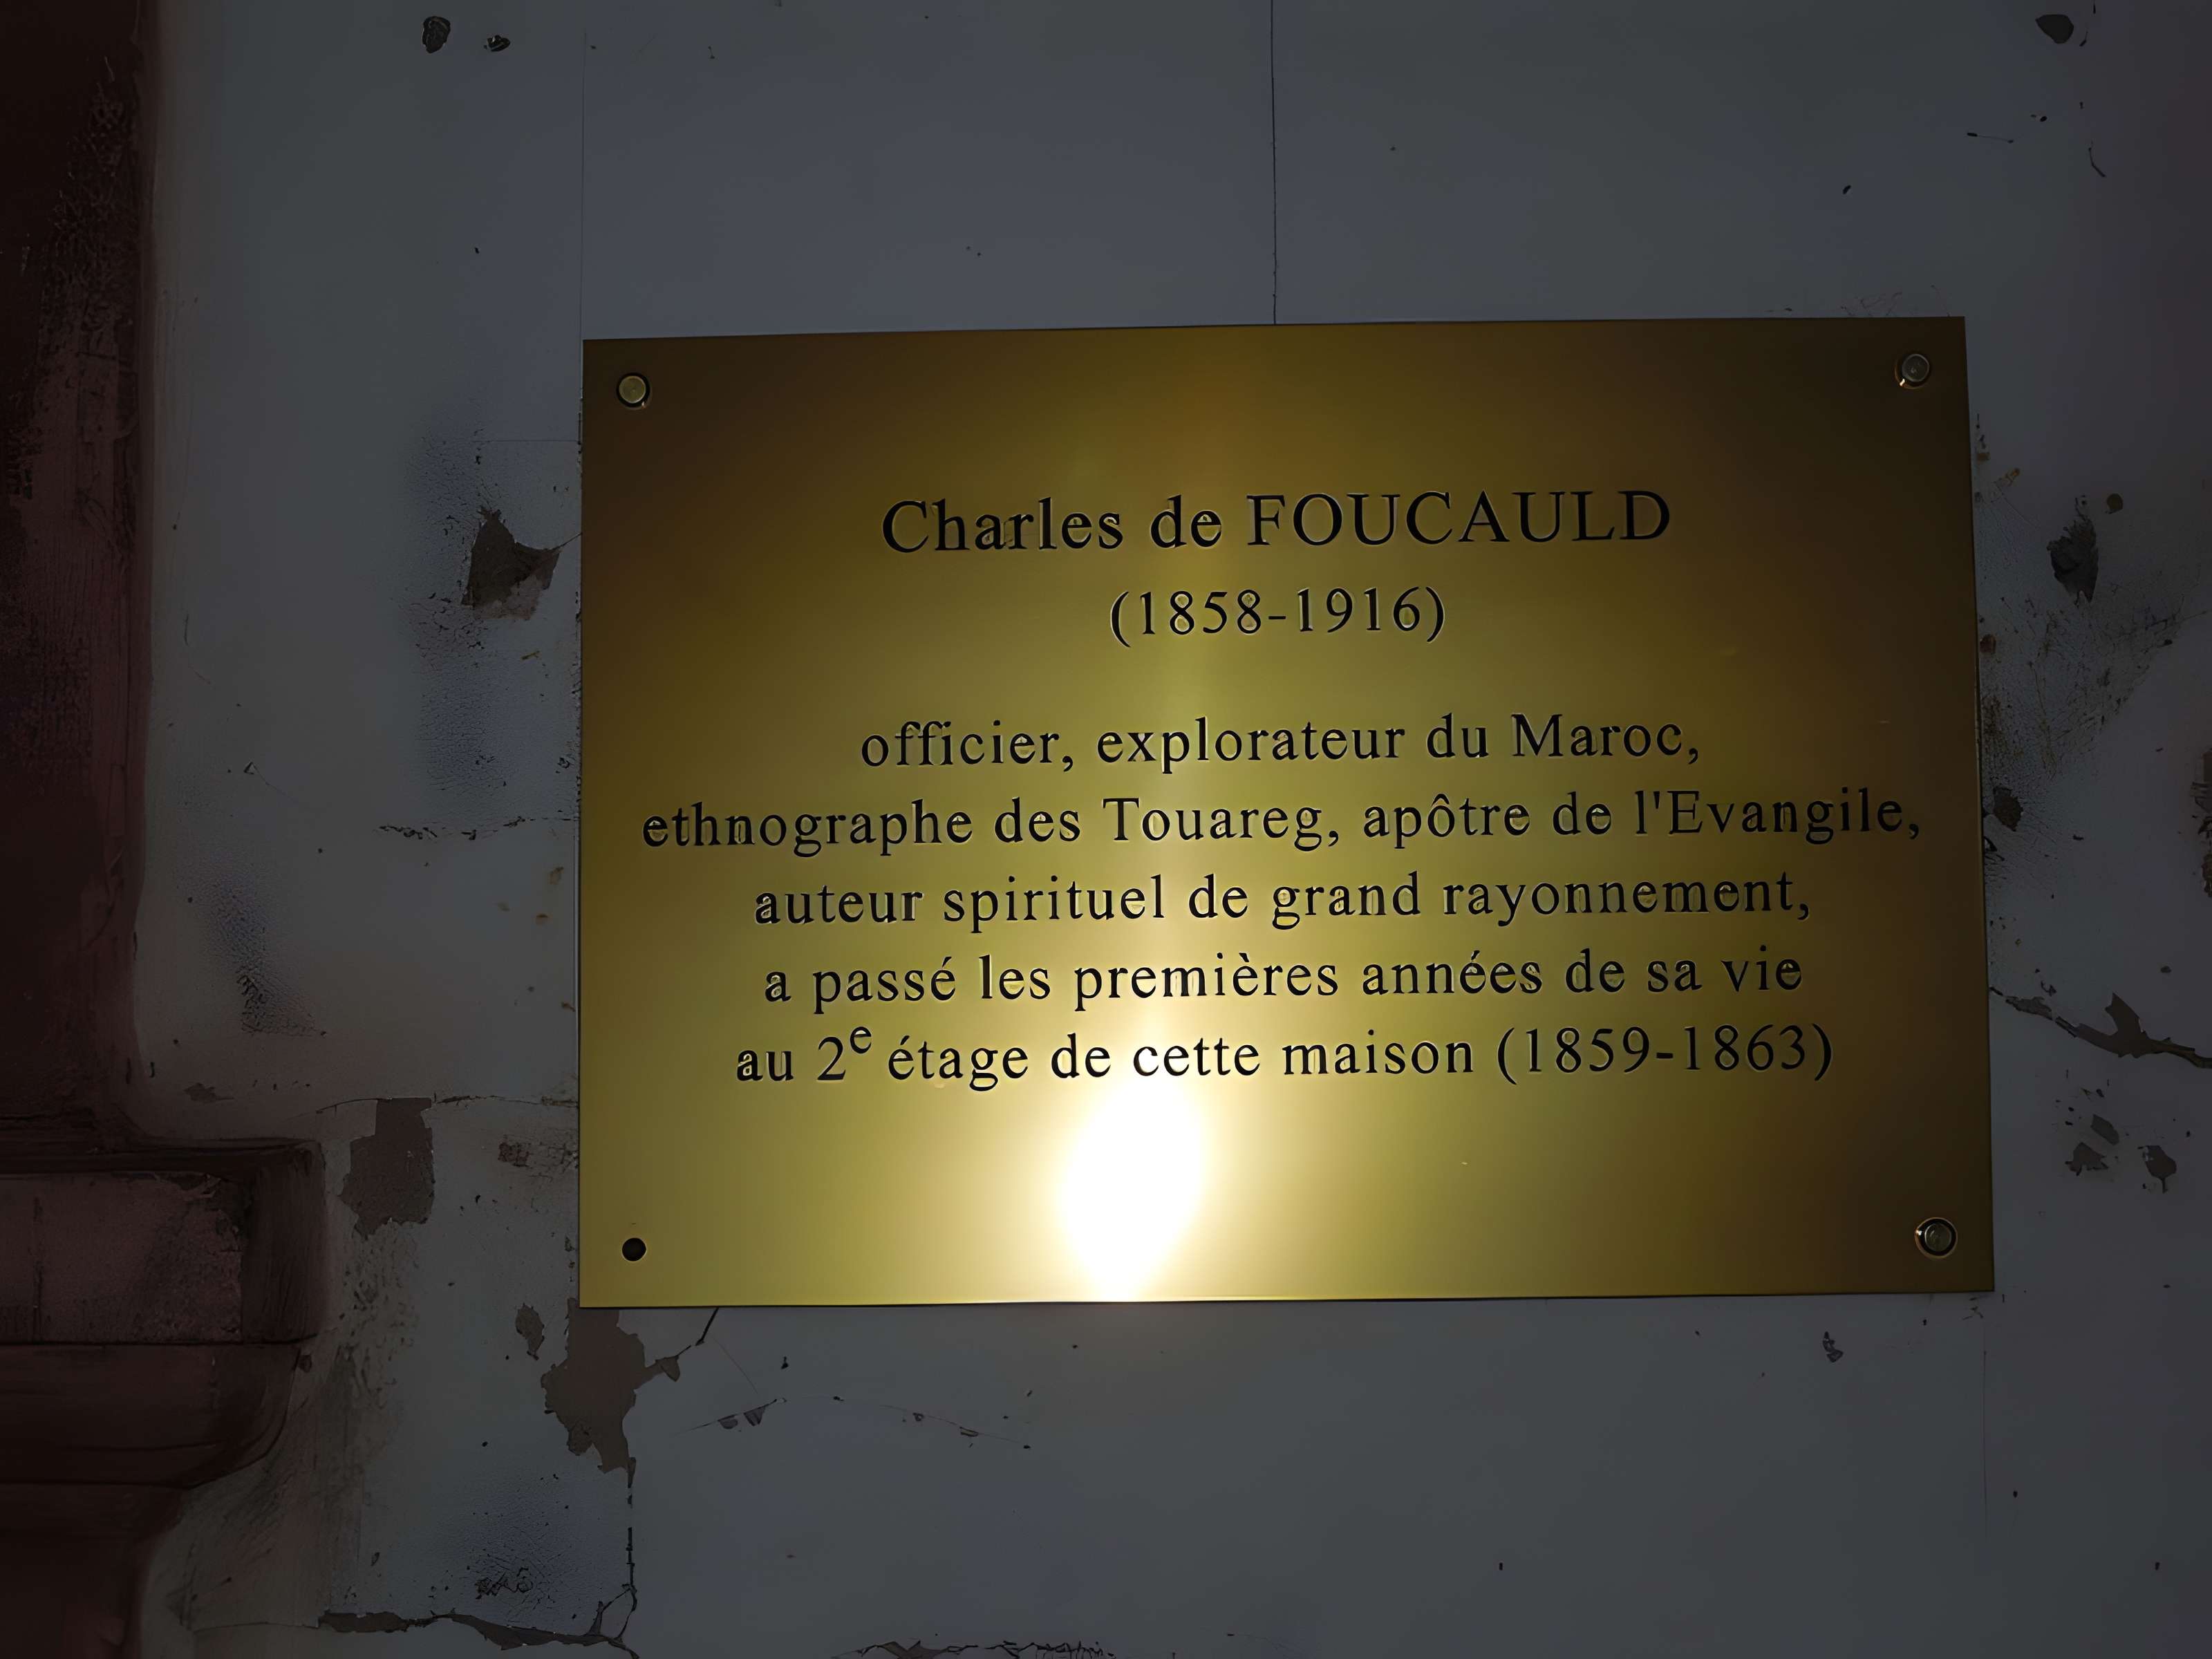 Charles de FOUCAULD
(1858-1916)
officier, explorateur du Maroc,
ethnographe des Touareg, apôtre de l'Evangile,
auteur spirituel de grand rayonnement,
a passé les premières années de sa vie
au 2e étage de cette maison (1859-1863)